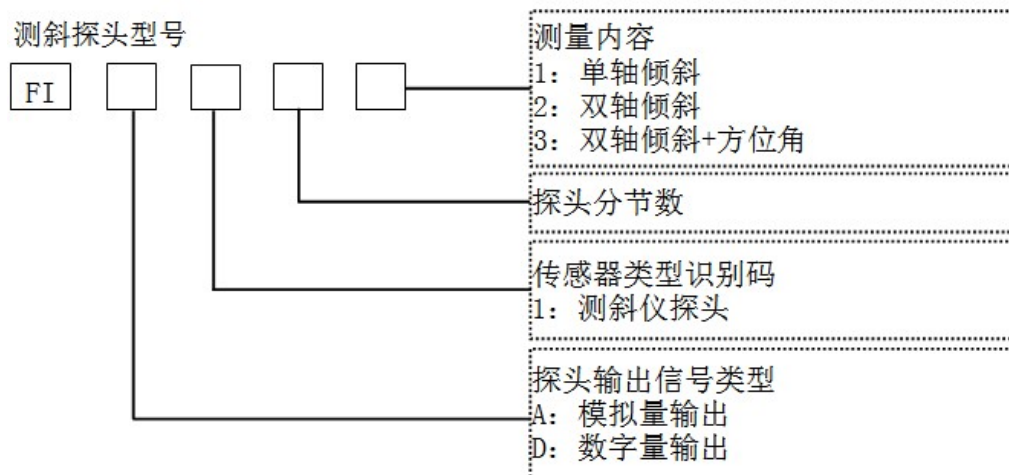 测斜探头型号
FI
测量内容
1: 单轴倾斜
2: 双轴倾斜
3: 双轴倾斜+方位角
探头分节数
传感器类型识别码
1: 测斜仪探头
探头输出信号类型
A: 模拟量输出
D: 数字量输出